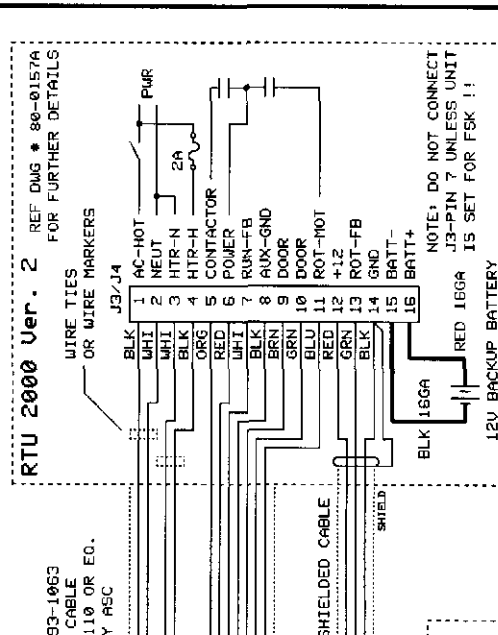 RTU 2000 Ver. 2
REF DWG # 80-0157A
FOR FURTHER DETAILS
WIRE TIES
OR WIRE MARKERS
J3/J4
PWR
2A
BLK 1 AC-HOT
WHI 2 NEUT
WHI 3 HTR-N
BLK 4 HTR-H
ORG 5 CONTACTOR
RED 6 POWER
WHI 7 RUN-FB
BLK 8 AUX-GND
BRN 9 DOOR
GRN 10 DOOR
BLU 11 ROT-MOT
RED 12 +12
GRN 13 ROT-FB
BLK 14 GND
15 BATT-
16 BATT+
NOTE: DO NOT CONNECT
J3-PIN 7 UNLESS UNIT
IS SET FOR FSK !!
BLK 16GA
RED 16GA
12V BACKUP BATTERY
93-1063
CABLE
110 OR EQ.
Y ASC
SHIELDED CABLE
SHIELD